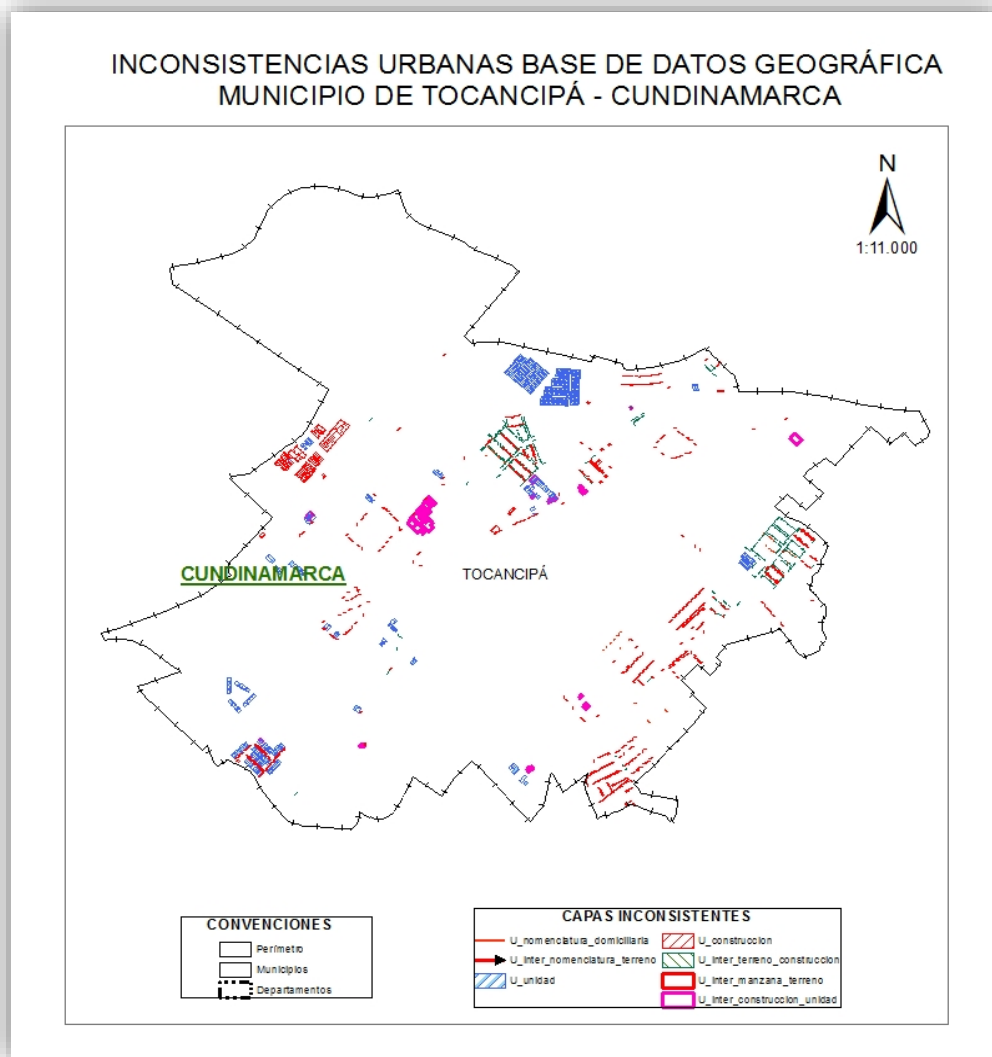 INCONSISTENCIAS URBANAS BASE DE DATOS GEOGRÁFICA
MUNICIPIO DE TOCANCIPÁ - CUNDINAMARCA
N
1:11.000
CUNDINAMARCA
TOCANCIPÁ
CONVENCIONES
Perímetro
Municipios
Departamentos
CAPAS INCONSISTENTES
U_nomenclatura_domiciliaria
U_inter_nomenclatura_terreno
U_unidad
U_construccion
U_inter_terreno_construccion
U_inter_manzana_terreno
U_inter_construccion_unidad